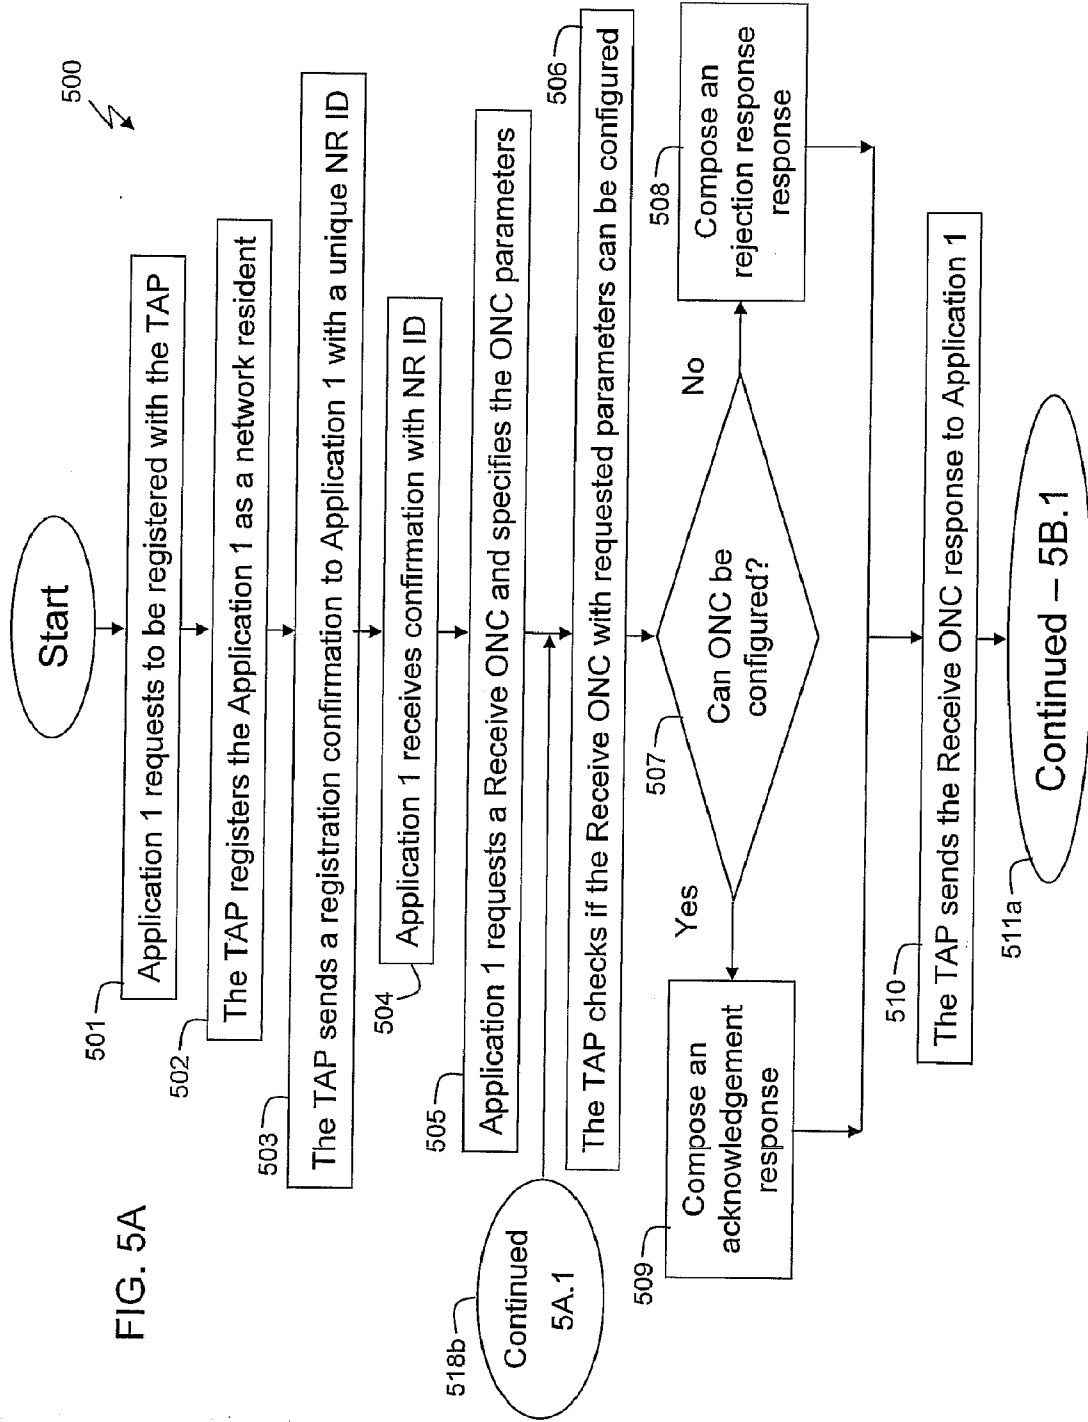 FIG. 5A
500
Start
501
Application 1 requests to be registered with the TAP
502
The TAP registers the Application 1 as a network resident
503
The TAP sends a registration confirmation to Application 1 with a unique NR ID
504
Application 1 receives confirmation with NR ID
505
Application 1 requests a Receive ONC and specifies the ONC parameters
518b
Continued
5A.1
506
The TAP checks if the Receive ONC with requested parameters can be configured
507
Can ONC be
configured?
Yes
No
509
Compose an
acknowledgement
response
508
Compose an
rejection response
response
510
The TAP sends the Receive ONC response to Application 1
511a
Continued – 5B.1